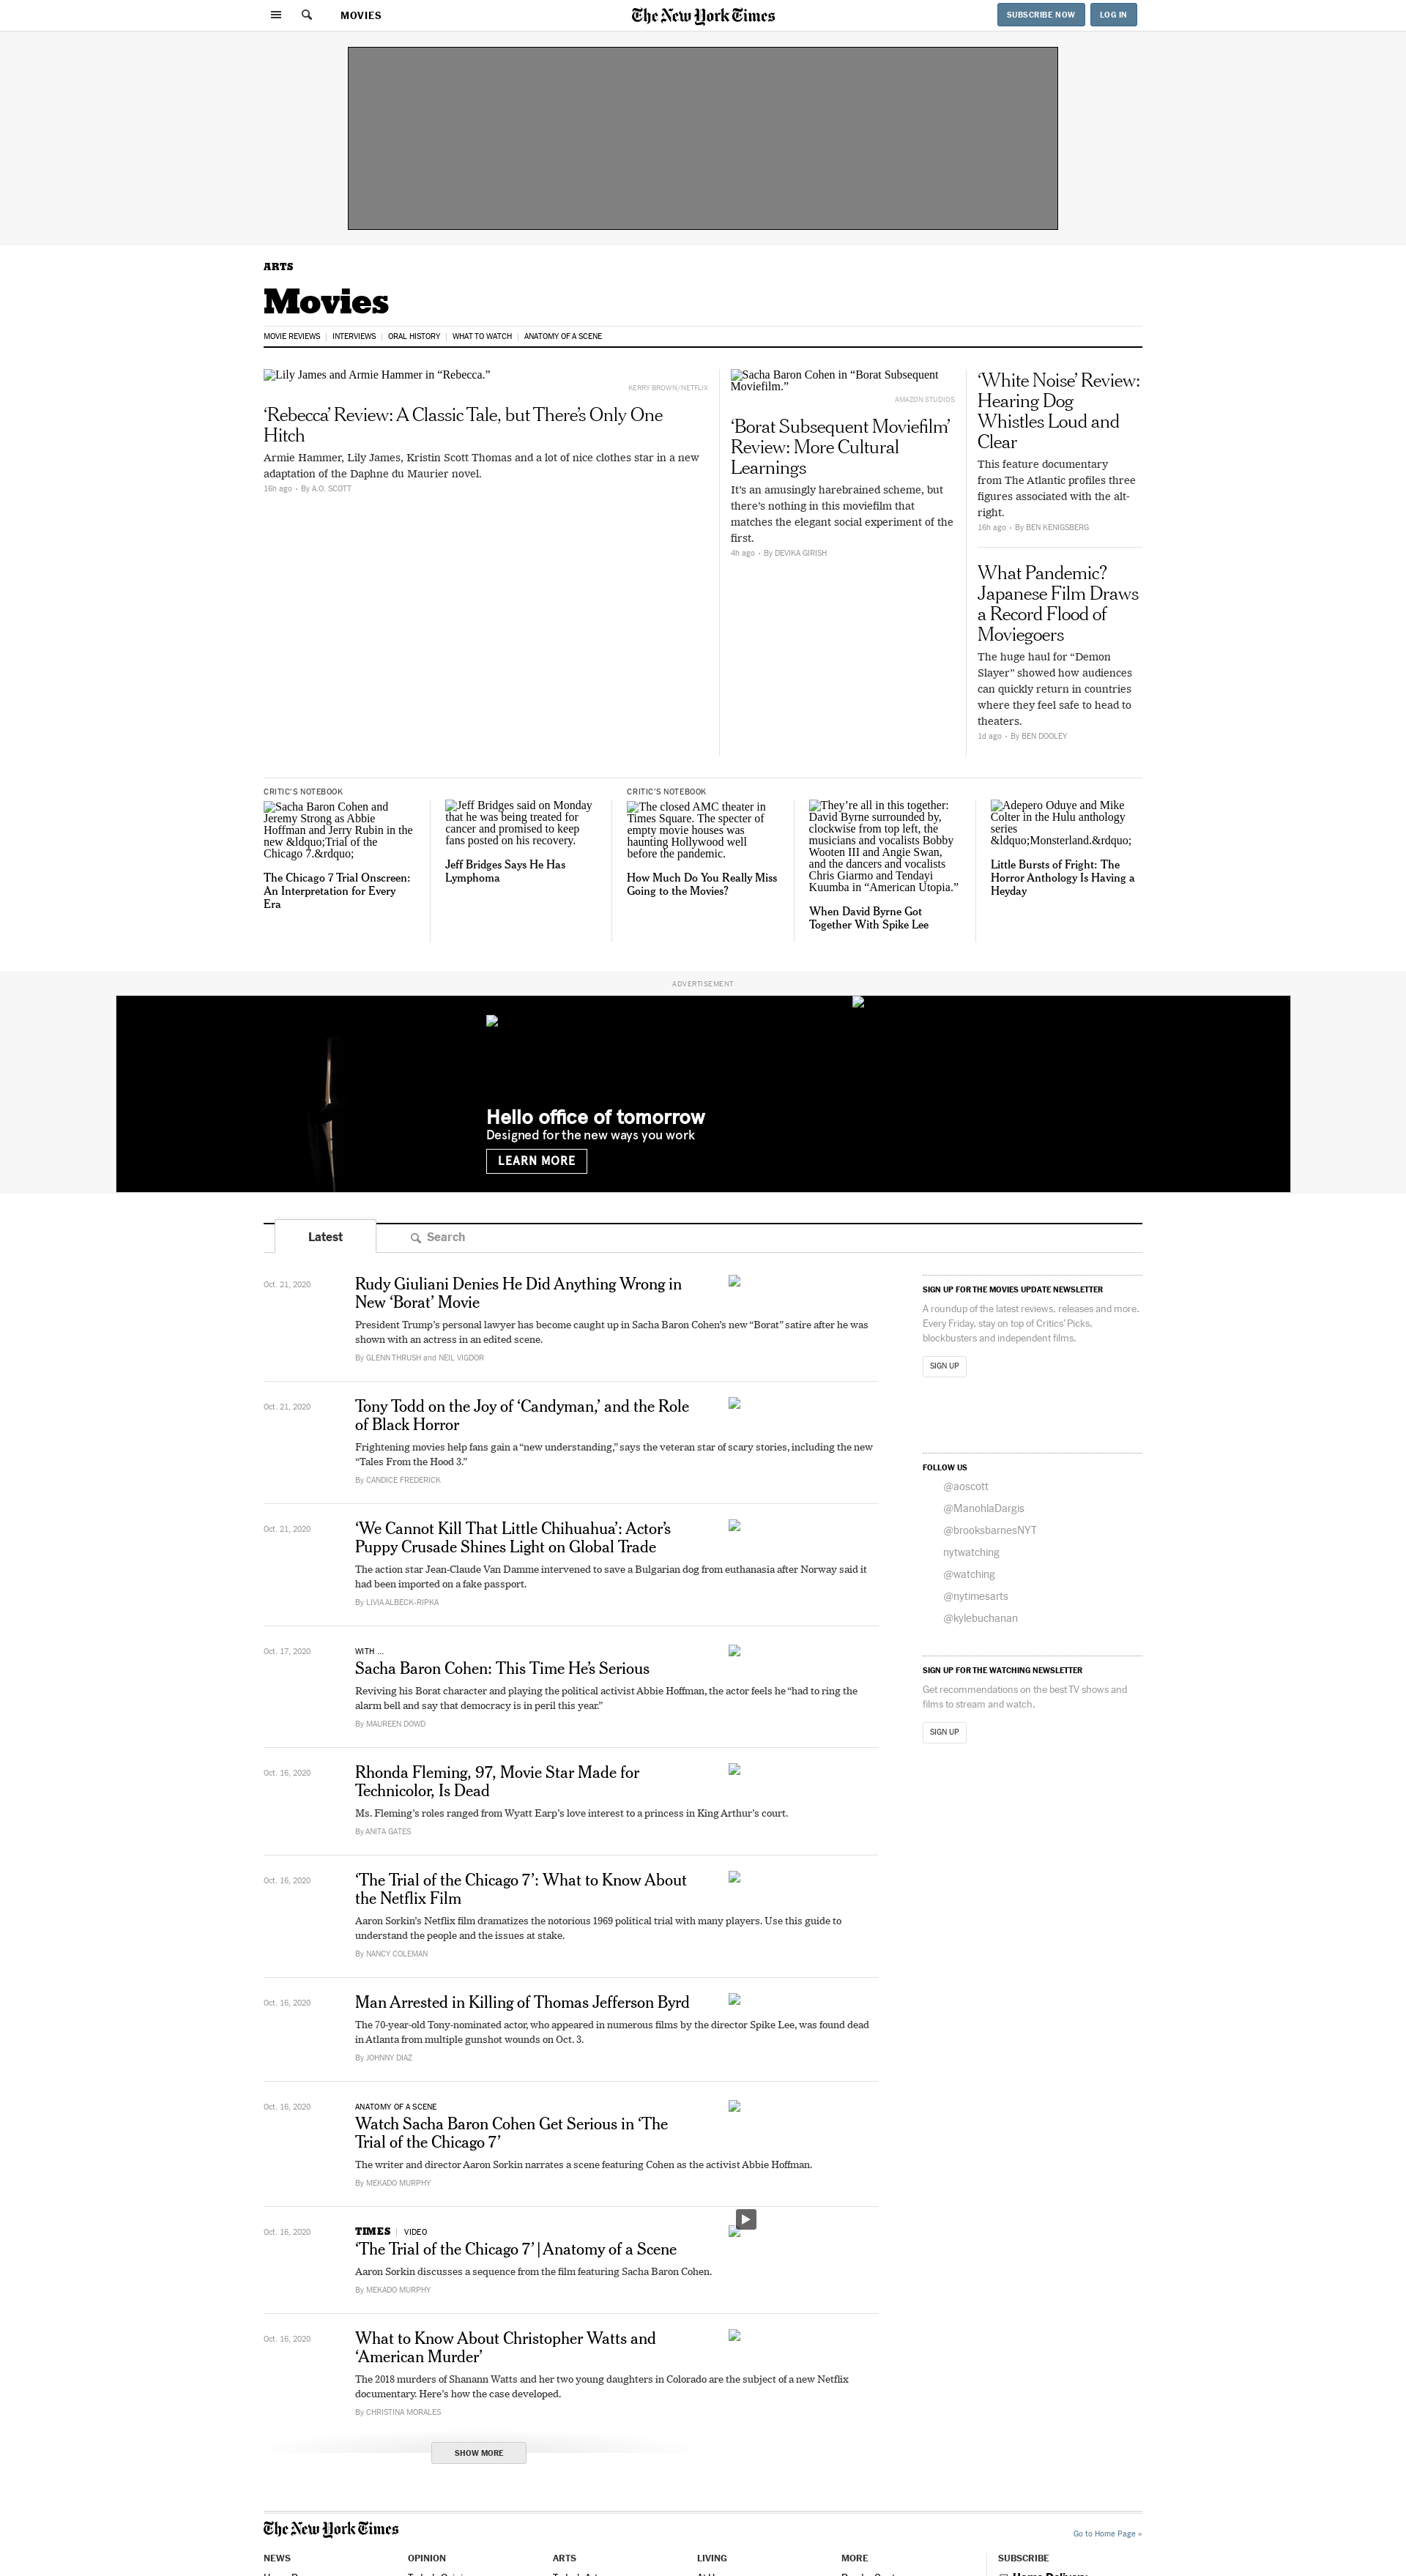 MOVIES
The New York Times
SUBSCRIBE NOW
LOG IN
ARTS
Movies
MOVIE REVIEWS | INTERVIEWS | ORAL HISTORY | WHAT TO WATCH | ANATOMY OF A SCENE
Lily James and Armie Hammer in “Rebecca.”
KERRY BROWN/NETFLIX
‘Rebecca’ Review: A Classic Tale, but There’s Only One
Hitch
Armie Hammer, Lily James, Kristin Scott Thomas and a lot of nice clothes star in a new
adaptation of the Daphne du Maurier novel.
16h ago • By A.O. SCOTT
Sacha Baron Cohen in “Borat Subsequent
Moviefilm.”
AMAZON STUDIOS
‘Borat Subsequent Moviefilm’
Review: More Cultural
Learnings
It’s an amusingly harebrained scheme, but
there’s nothing in this moviefilm that
matches the elegant social experiment of the
first.
4h ago • By DEVIKA GIRISH
‘White Noise’ Review:
Hearing Dog
Whistles Loud and
Clear
This feature documentary
from The Atlantic profiles three
figures associated with the alt-
right.
16h ago • By BEN KENIGSBERG
What Pandemic?
Japanese Film Draws
a Record Flood of
Moviegoers
The huge haul for “Demon
Slayer” showed how audiences
can quickly return in countries
where they feel safe to head to
theaters.
1d ago • By BEN DOOLEY
CRITIC’S NOTEBOOK
Sacha Baron Cohen and
Jeremy Strong as Abbie
Hoffman and Jerry Rubin in the
new &ldquo;Trial of the
Chicago 7.&rdquo;
The Chicago 7 Trial Onscreen:
An Interpretation for Every
Era
Jeff Bridges said on Monday
that he was being treated for
cancer and promised to keep
fans posted on his recovery.
Jeff Bridges Says He Has
Lymphoma
CRITIC’S NOTEBOOK
The closed AMC theater in
Times Square. The specter of
empty movie houses was
haunting Hollywood well
before the pandemic.
How Much Do You Really Miss
Going to the Movies?
They’re all in this together:
David Byrne surrounded by,
clockwise from top left, the
musicians and vocalists Bobby
Wooten III and Angie Swan,
and the dancers and vocalists
Chris Giarmo and Tendayi
Kuumba in “American Utopia.”
When David Byrne Got
Together With Spike Lee
Adepero Oduye and Mike
Colter in the Hulu anthology
series
&ldquo;Monsterland.&rdquo;
Little Bursts of Fright: The
Horror Anthology Is Having a
Heyday
ADVERTISEMENT
Hello office of tomorrow
Designed for the new ways you work
LEARN MORE
Latest
Search
Oct. 21, 2020
Rudy Giuliani Denies He Did Anything Wrong in
New ‘Borat’ Movie
President Trump’s personal lawyer has become caught up in Sacha Baron Cohen’s new “Borat” satire after he was
shown with an actress in an edited scene.
By GLENN THRUSH and NEIL VIGDOR
Oct. 21, 2020
Tony Todd on the Joy of ‘Candyman,’ and the Role
of Black Horror
Frightening movies help fans gain a “new understanding,” says the veteran star of scary stories, including the new
“Tales From the Hood 3.”
By CANDICE FREDERICK
Oct. 21, 2020
‘We Cannot Kill That Little Chihuahua’: Actor’s
Puppy Crusade Shines Light on Global Trade
The action star Jean-Claude Van Damme intervened to save a Bulgarian dog from euthanasia after Norway said it
had been imported on a fake passport.
By LIVIA ALBECK-RIPKA
Oct. 17, 2020
WITH ...
Sacha Baron Cohen: This Time He’s Serious
Reviving his Borat character and playing the political activist Abbie Hoffman, the actor feels he “had to ring the
alarm bell and say that democracy is in peril this year.”
By MAUREEN DOWD
Oct. 16, 2020
Rhonda Fleming, 97, Movie Star Made for
Technicolor, Is Dead
Ms. Fleming’s roles ranged from Wyatt Earp’s love interest to a princess in King Arthur’s court.
By ANITA GATES
Oct. 16, 2020
‘The Trial of the Chicago 7’: What to Know About
the Netflix Film
Aaron Sorkin’s Netflix film dramatizes the notorious 1969 political trial with many players. Use this guide to
understand the people and the issues at stake.
By NANCY COLEMAN
Oct. 16, 2020
Man Arrested in Killing of Thomas Jefferson Byrd
The 70-year-old Tony-nominated actor, who appeared in numerous films by the director Spike Lee, was found dead
in Atlanta from multiple gunshot wounds on Oct. 3.
By JOHNNY DIAZ
Oct. 16, 2020
ANATOMY OF A SCENE
Watch Sacha Baron Cohen Get Serious in ‘The
Trial of the Chicago 7’
The writer and director Aaron Sorkin narrates a scene featuring Cohen as the activist Abbie Hoffman.
By MEKADO MURPHY
Oct. 16, 2020
TIMES | VIDEO
‘The Trial of the Chicago 7’ | Anatomy of a Scene
Aaron Sorkin discusses a sequence from the film featuring Sacha Baron Cohen.
By MEKADO MURPHY
Oct. 16, 2020
What to Know About Christopher Watts and
‘American Murder’
The 2018 murders of Shanann Watts and her two young daughters in Colorado are the subject of a new Netflix
documentary. Here’s how the case developed.
By CHRISTINA MORALES
SHOW MORE
SIGN UP FOR THE MOVIES UPDATE NEWSLETTER
A roundup of the latest reviews, releases and more.
Every Friday, stay on top of Critics’ Picks,
blockbusters and independent films.
SIGN UP
FOLLOW US
@aoscott
@ManohlaDargis
@brooksbarnesNYT
nytwatching
@watching
@nytimesarts
@kylebuchanan
SIGN UP FOR THE WATCHING NEWSLETTER
Get recommendations on the best TV shows and
films to stream and watch.
SIGN UP
The New York Times
Go to Home Page »
NEWS
OPINION
ARTS
LIVING
MORE
SUBSCRIBE